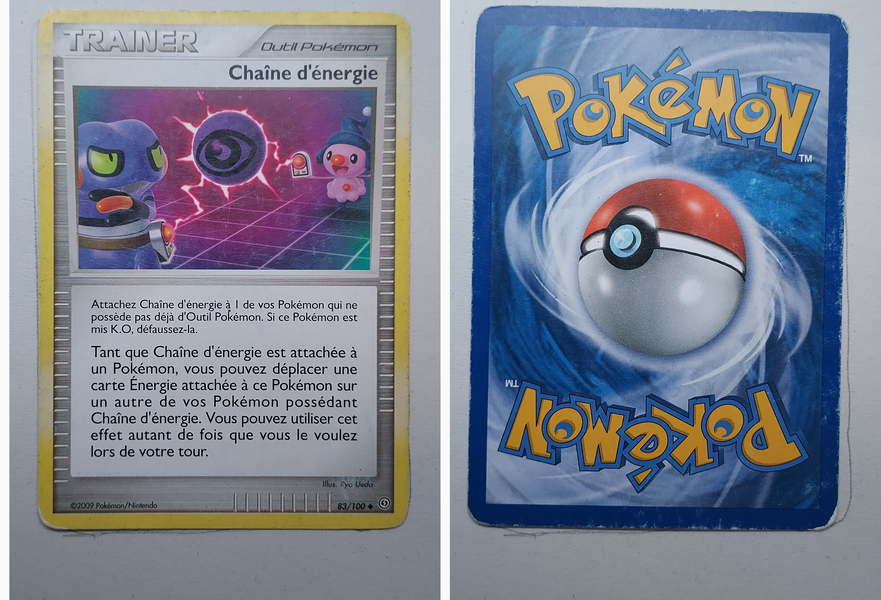 TRAINER
Outil Pokémon
Chaîne d'énergie
Attachez Chaîne d'énergie à 1 de vos Pokémon qui ne
possède pas déjà d'Outil Pokémon. Si ce Pokémon est
mis K.O, défaussez-la.
Tant que Chaîne d'énergie est attachée à
un Pokémon, vous pouvez déplacer une
carte Énergie attachée à ce Pokémon sur
un autre de vos Pokémon possédant
Chaîne d'énergie. Vous pouvez utiliser cet
effet autant de fois que vous le voulez
lors de votre tour.
Illus. Ryo Ueda
©2009 Pokémon/Nintendo
83/100
POKéMON
TM
TM
POKéMON